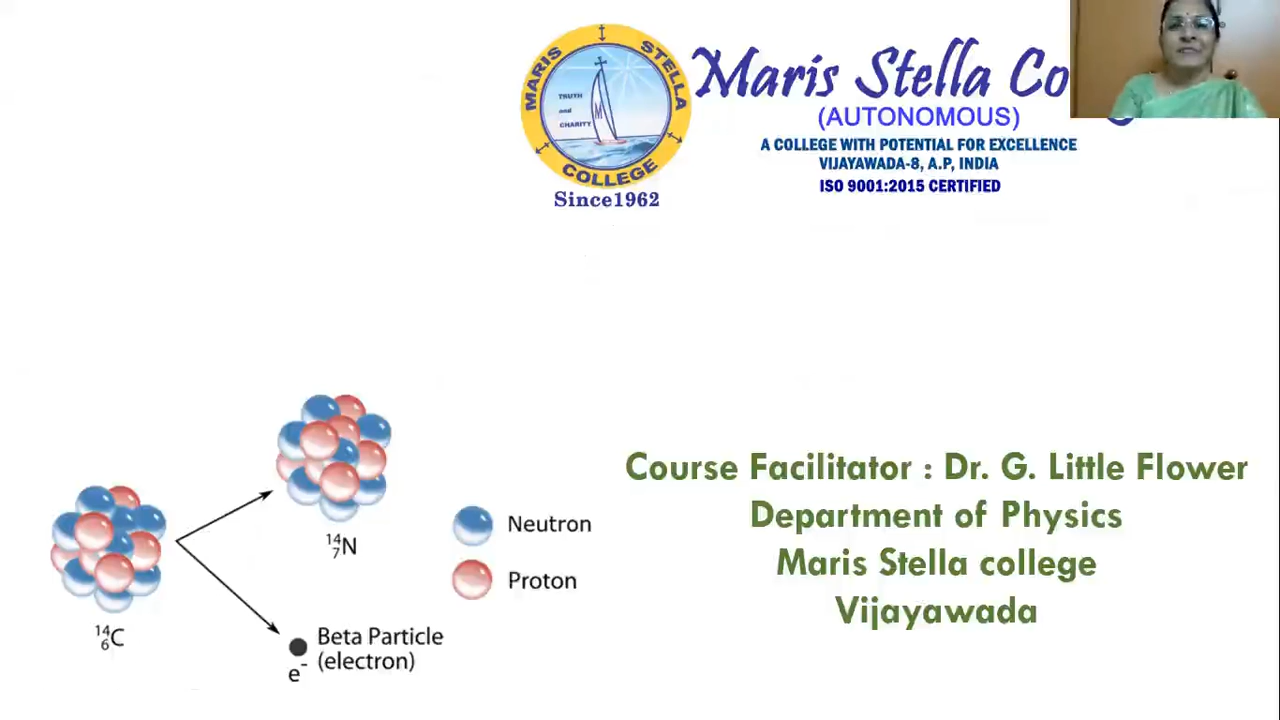 MARIS STELLA COLLEGE
TRUTH
and
CHARITY
M
Since1962
Maris Stella Co
(AUTONOMOUS)
A COLLEGE WITH POTENTIAL FOR EXCELLENCE
VIJAYAWADA-8, A.P, INDIA
ISO 9001:2015 CERTIFIED
14 7 N
14 6 C
Neutron
Proton
Beta Particle
(electron)
e-
Course Facilitator : Dr. G. Little Flower
Department of Physics
Maris Stella college
Vijayawada